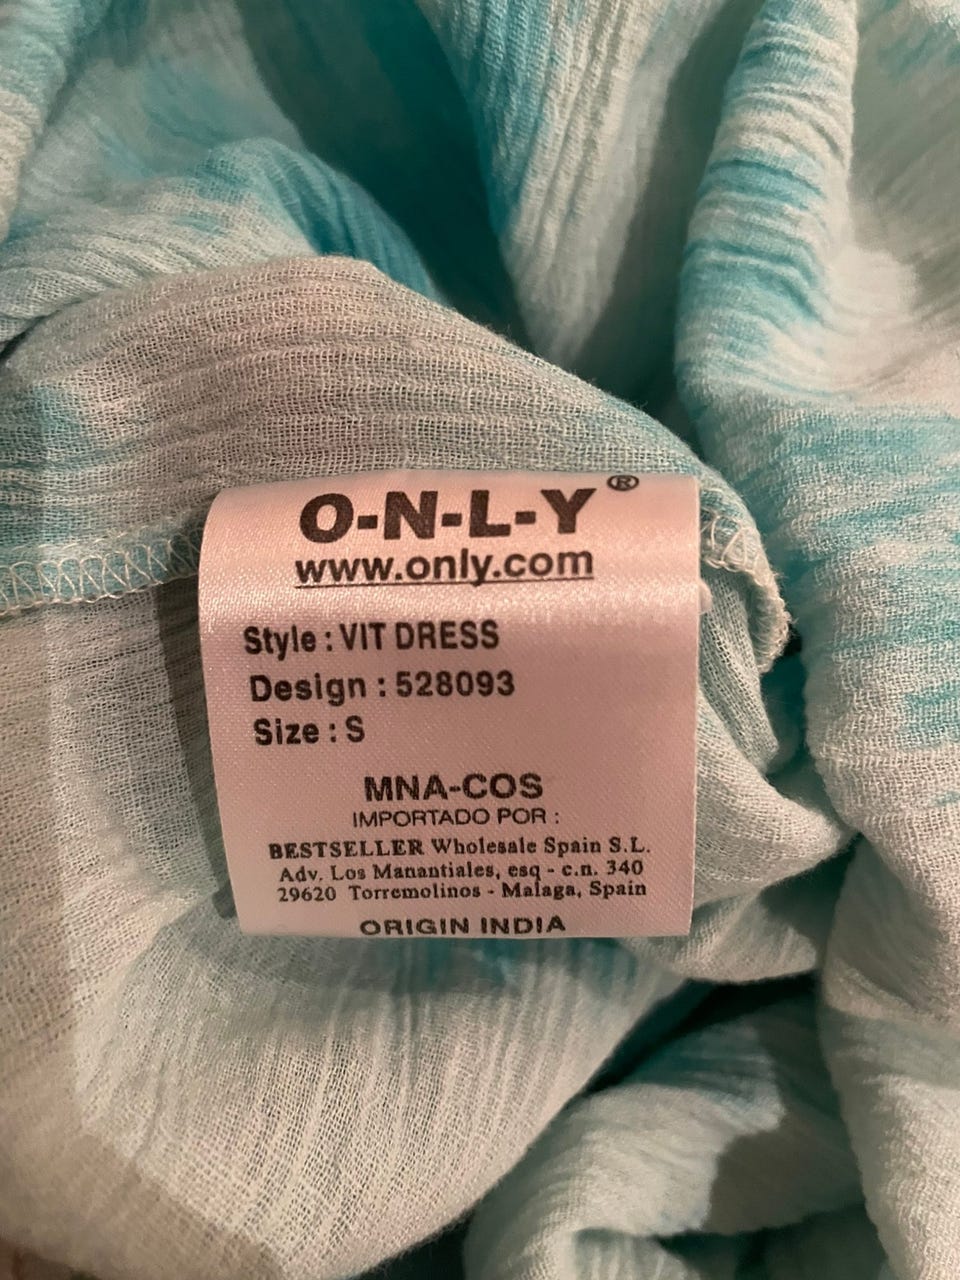 O-N-L-Y®
www.only.com
Style : VIT DRESS
Design : 528093
Size : S
MNA-COS
IMPORTADO POR :
BESTSELLER Wholesale Spain S.L.
Adv. Los Manantiales, esq - c.n. 340
29620 Torremolinos - Malaga, Spain
ORIGIN INDIA